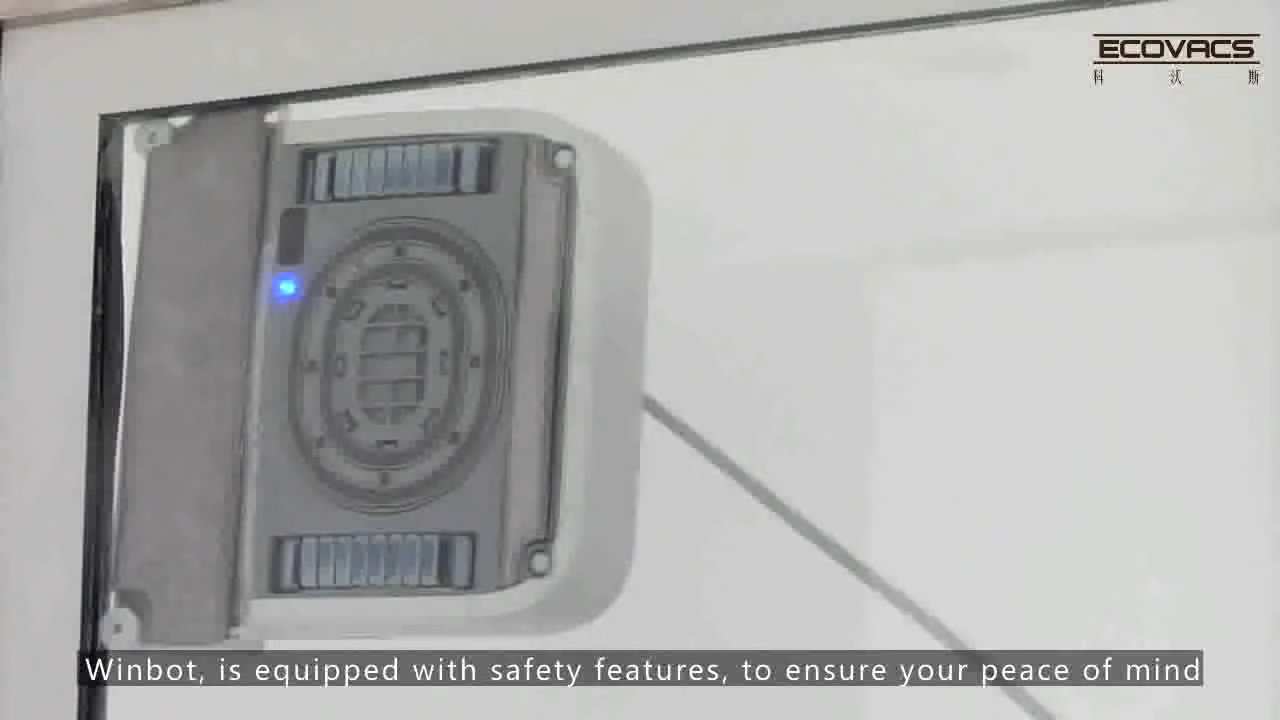 ECOVACS
科 沃 斯
Winbot, is equipped with safety features, to ensure your peace of mind